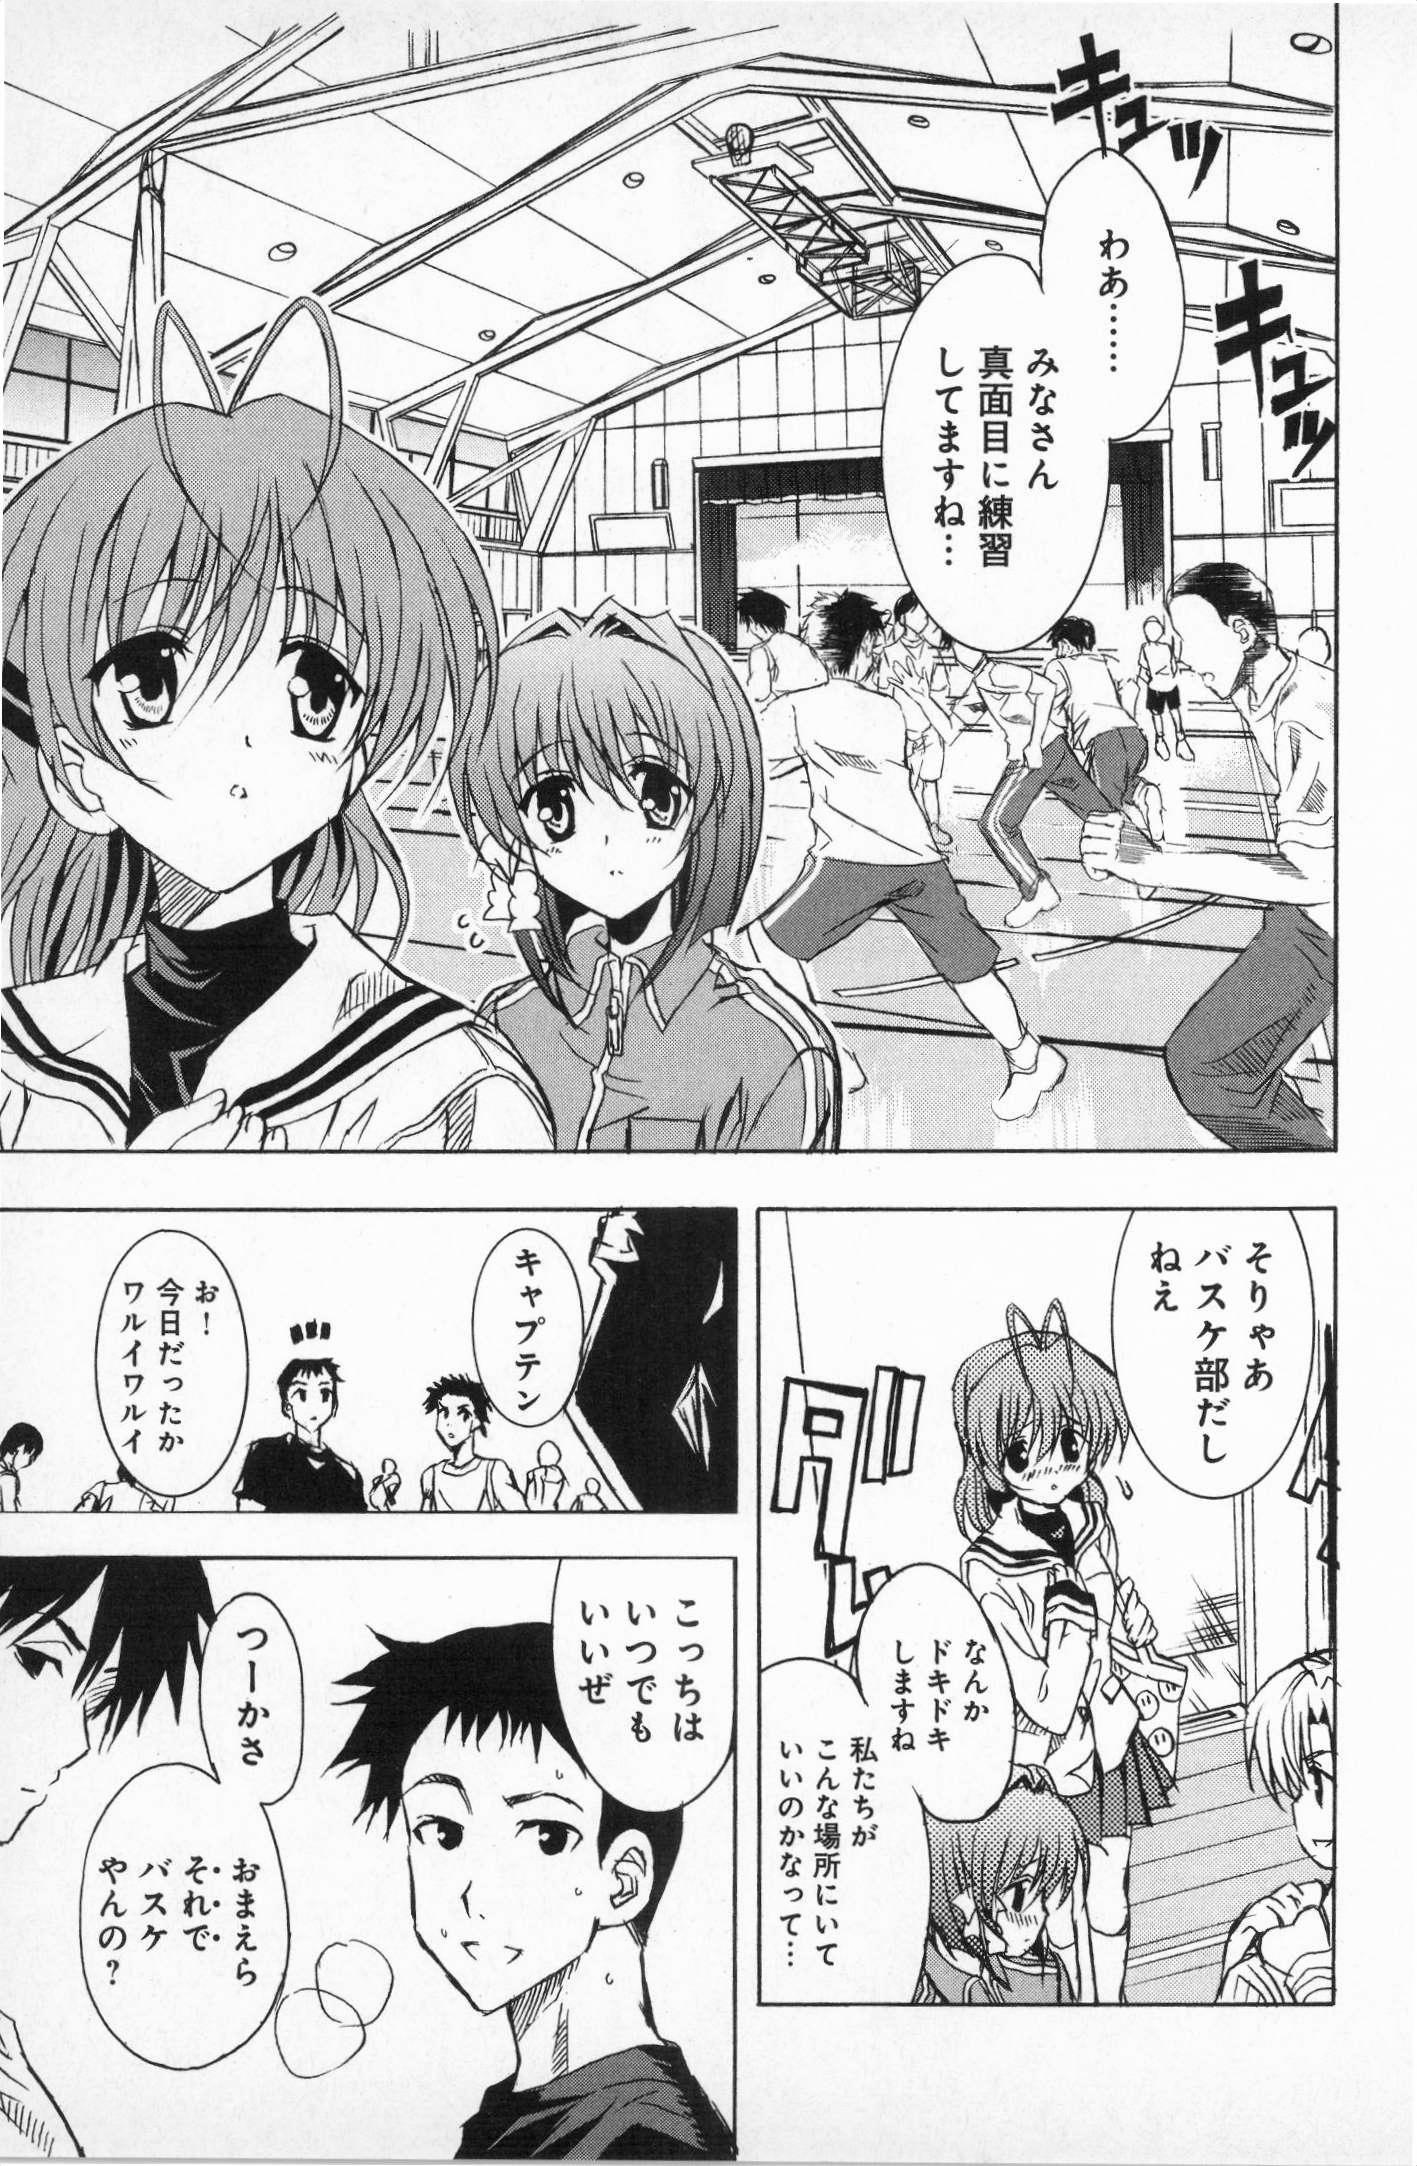 キュッ
わあ……
みなさん
真面目に練習
してますね…
キュッ
そりゃあ
バスケ部だし
ねえ
なんか
ドキドキ
しますね
私たちが
こんな場所にいて
いいのかなって…
キャプテン
お!
今日だったか
ワルイワルイ
こっちは
いつでも
いいぜ
つーかさ
おまえら
それで
バスケ
やんの?